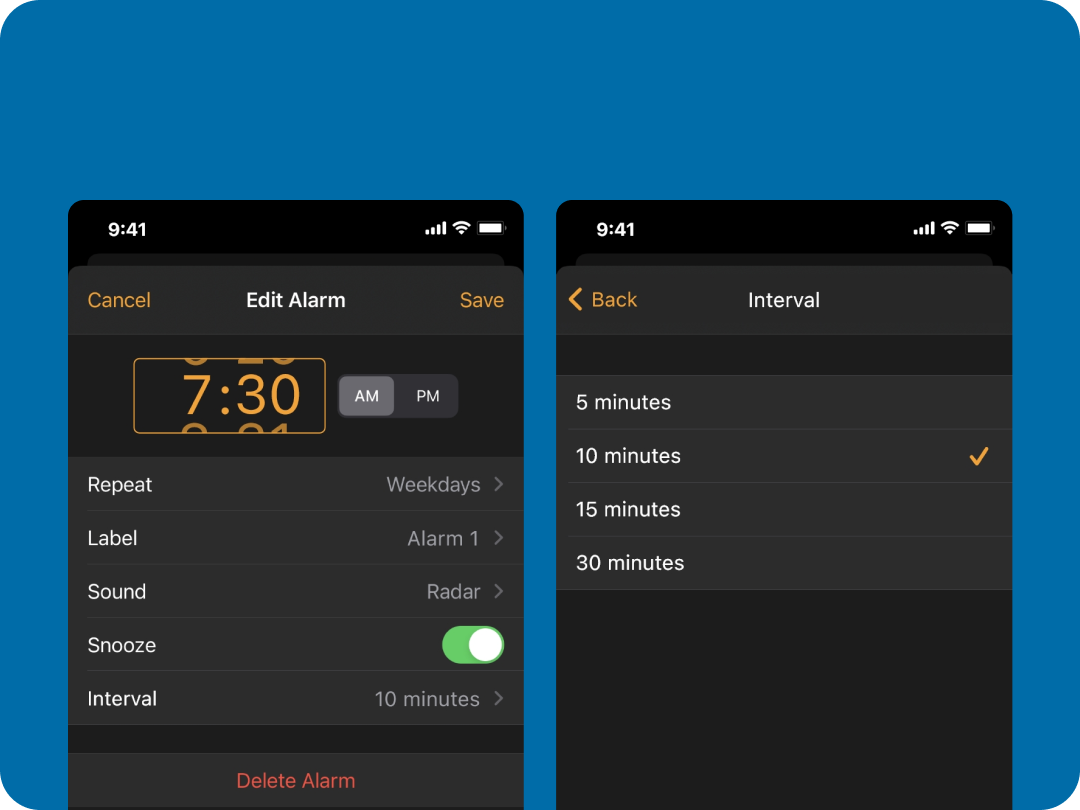 9:41
Cancel Edit Alarm Save
7:30 AM PM
Repeat Weekdays
Label Alarm 1
Sound Radar
Snooze
Interval 10 minutes
Delete Alarm
9:41
Back Interval
5 minutes
10 minutes
15 minutes
30 minutes